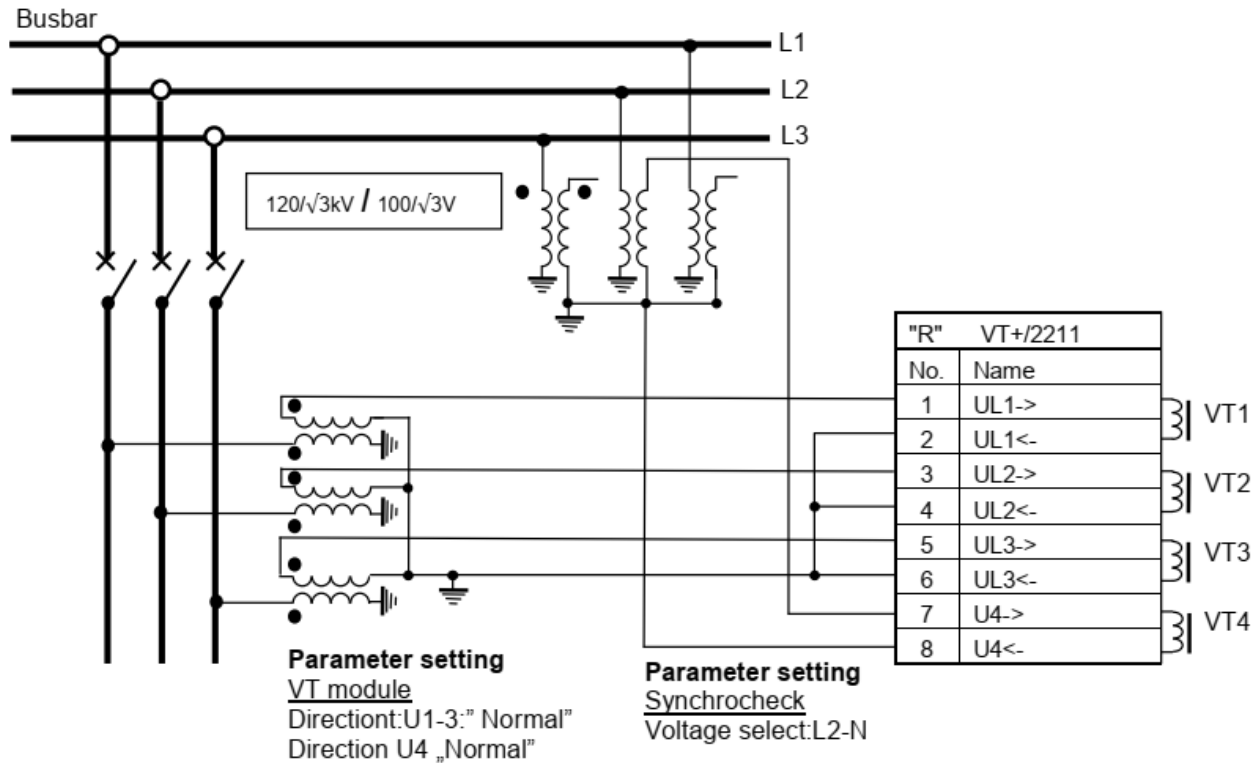 Busbar
L1
L2
L3
120/√3kV / 100/√3V
"R" VT+/2211
No. Name
1 UL1->
2 UL1<-
3 UL2->
4 UL2<-
5 UL3->
6 UL3<-
7 U4->
8 U4<-
VT1
VT2
VT3
VT4
Parameter setting
VT module
Directiont:U1-3:” Normal”
Direction U4 „Normal”
Parameter setting
Synchrocheck
Voltage select:L2-N